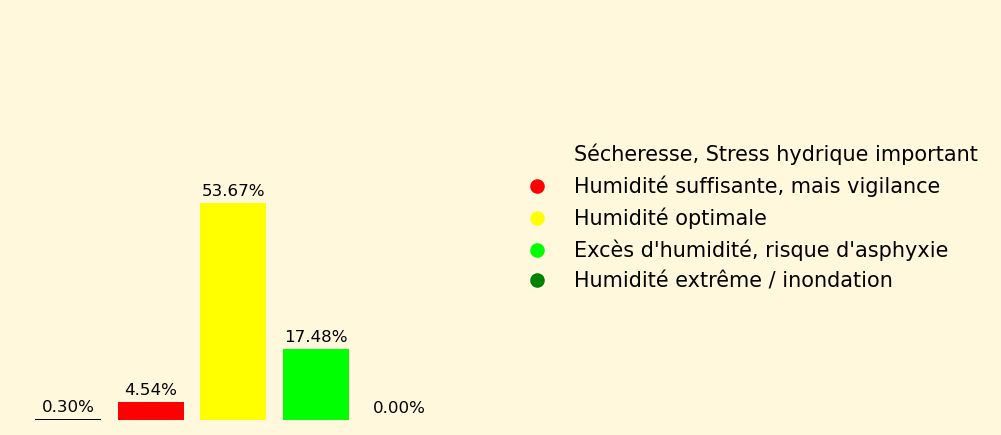 53.67%
17.48%
4.54%
0.30%
0.00%
Sécheresse, Stress hydrique important
Humidité suffisante, mais vigilance
Humidité optimale
Excès d'humidité, risque d'asphyxie
Humidité extrême / inondation